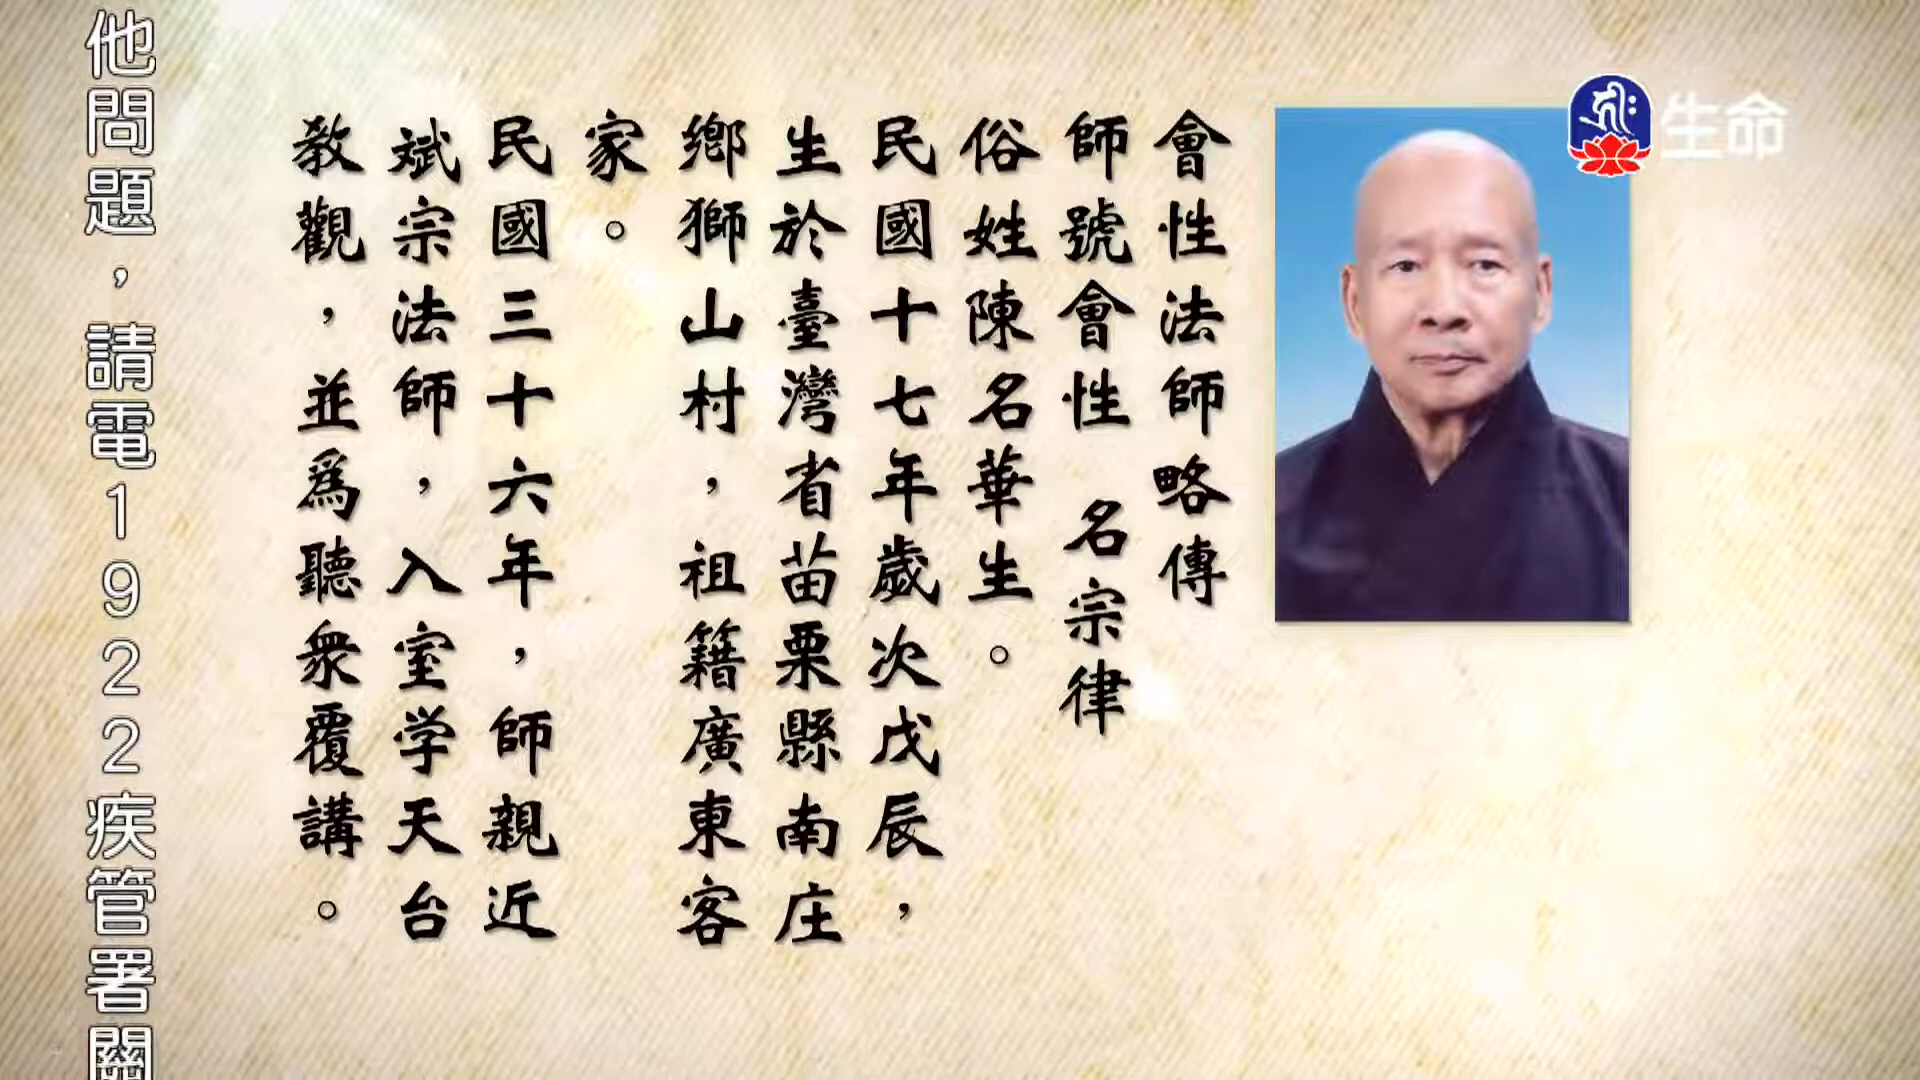 生命
會性法師略傳
師號會性 名宗律
俗姓陳名華生。
民國十七年歲次戊辰，
生於臺灣省苗栗縣南庄
鄉獅山村，祖籍廣東客
家。
民國三十六年，師親近
斌宗法師，入室学天台
教觀，並為聽衆覆講。
他問題，請電1922疾管署關